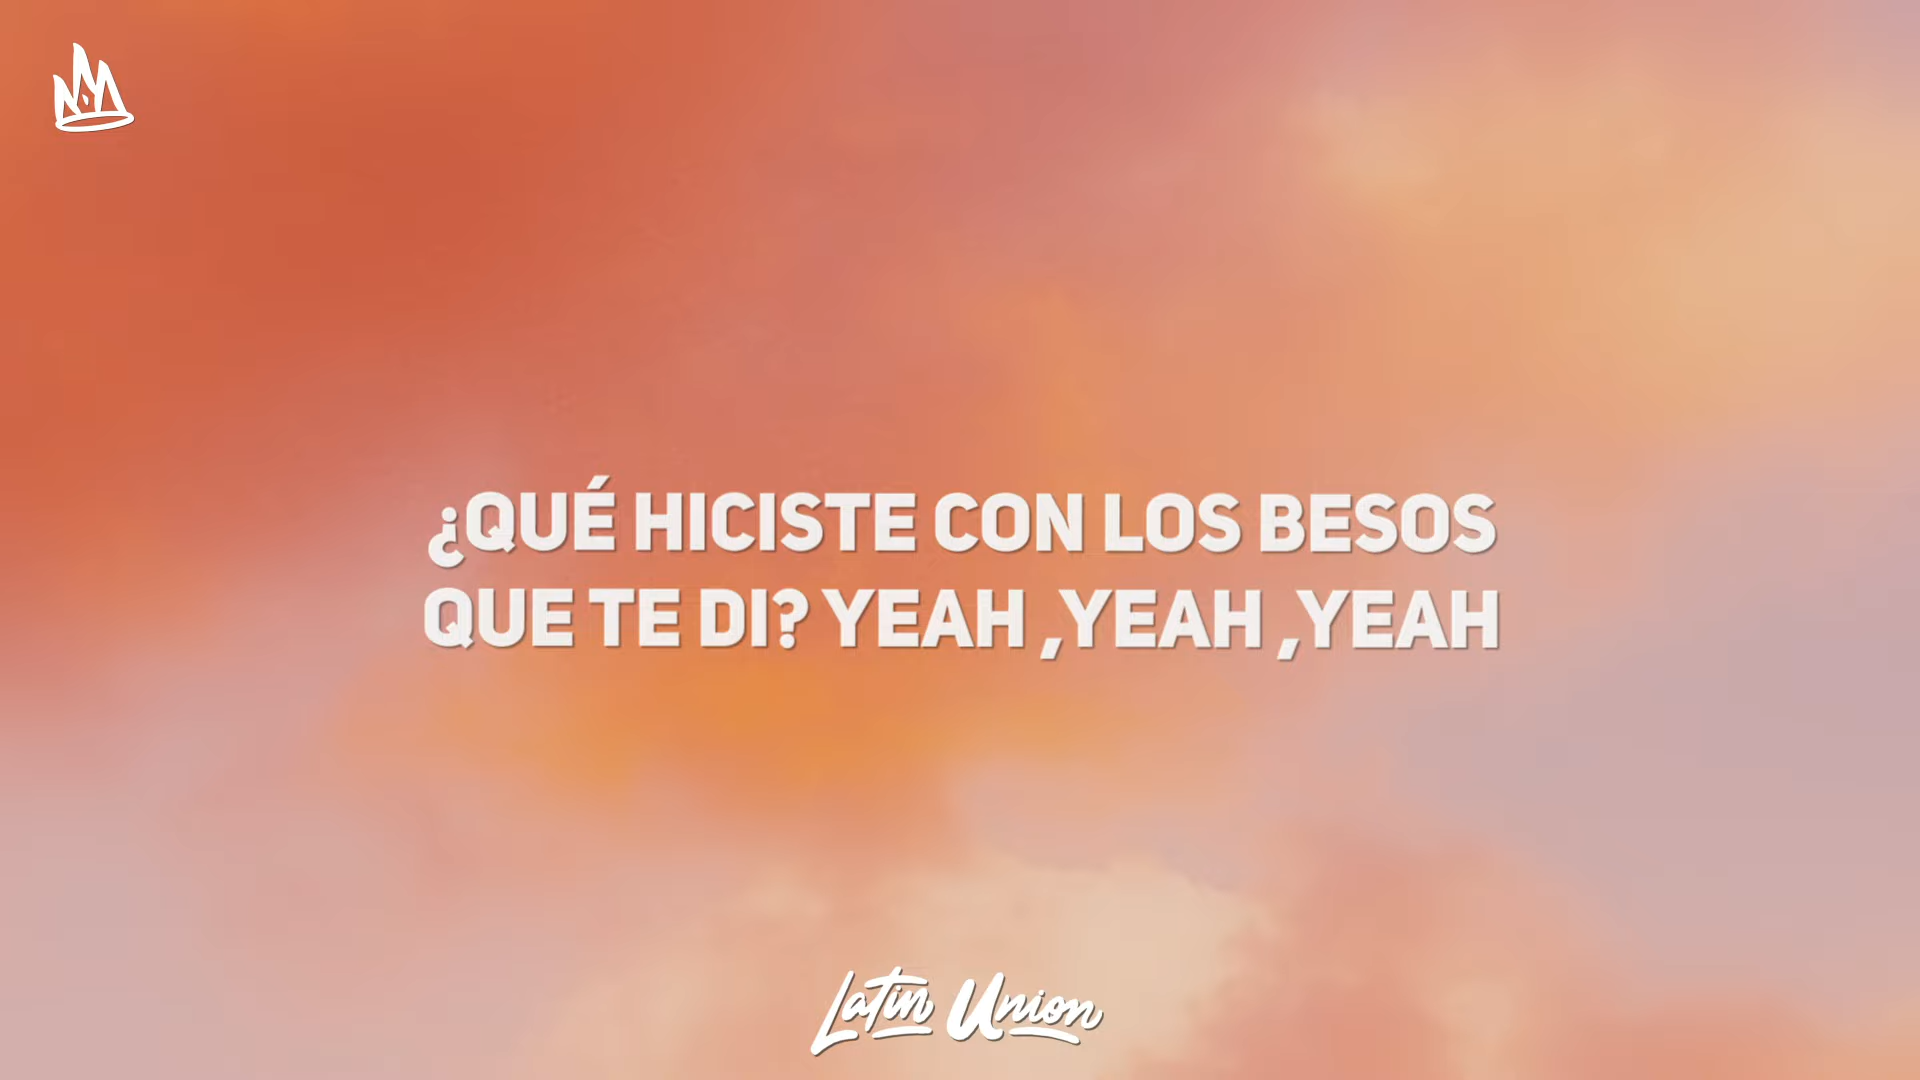 ¿QUÉ HICISTE CON LOS BESOS
QUE TE DI? YEAH ,YEAH ,YEAH
Latin Union